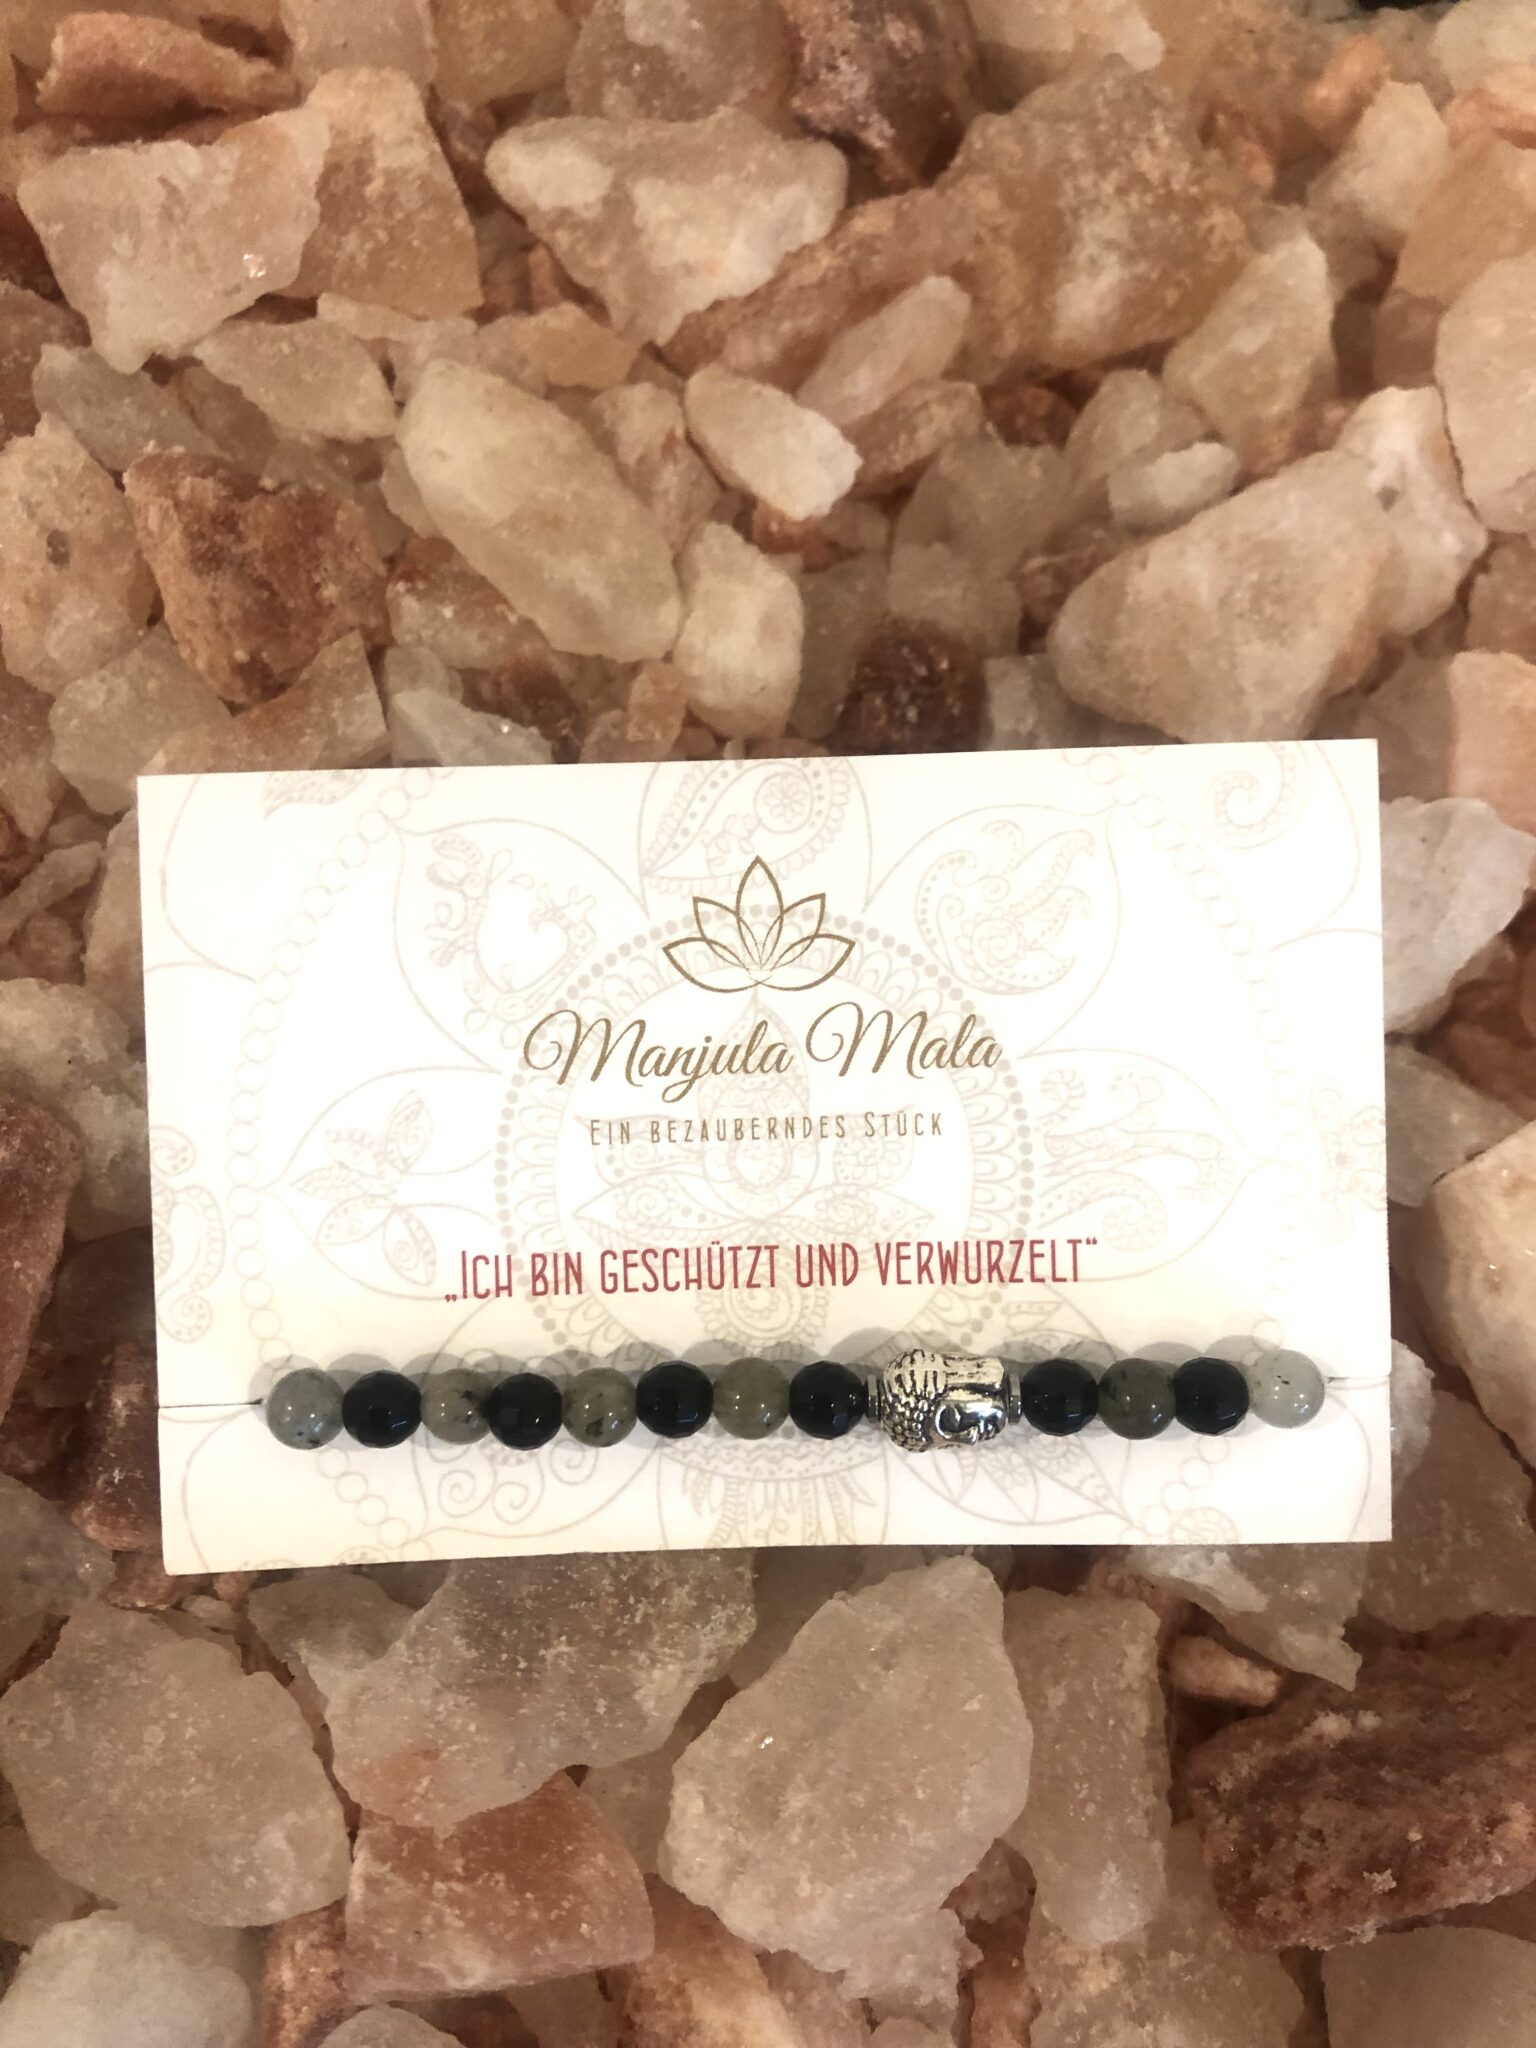 Manjula Mala
Ein bezauberndes Stück
„Ich bin geschützt und verwurzelt“